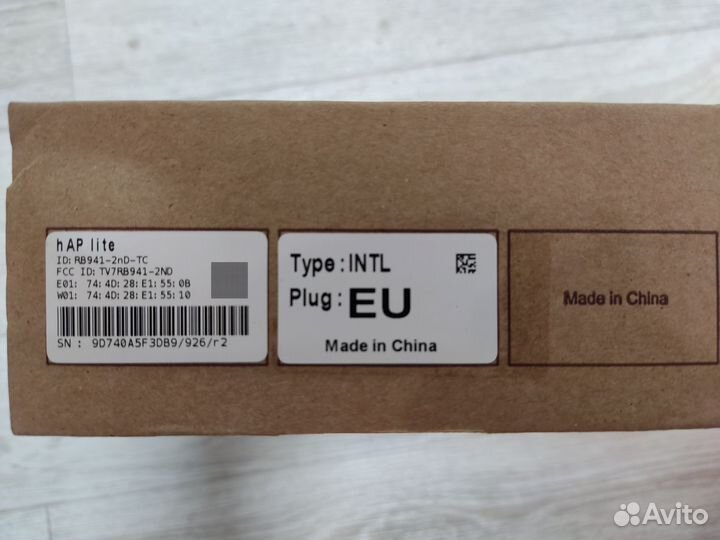 hAP lite
ID: RB941-2nD-TC
FCC ID: TV7RB941-2ND
E01: 74:4D:28:E1:55:0B
W01: 74:4D:28:E1:55:10
SN : 9D740A5F3DB9/926/r2
Type:INTL
Plug:EU
Made in China
Made in China
Avito